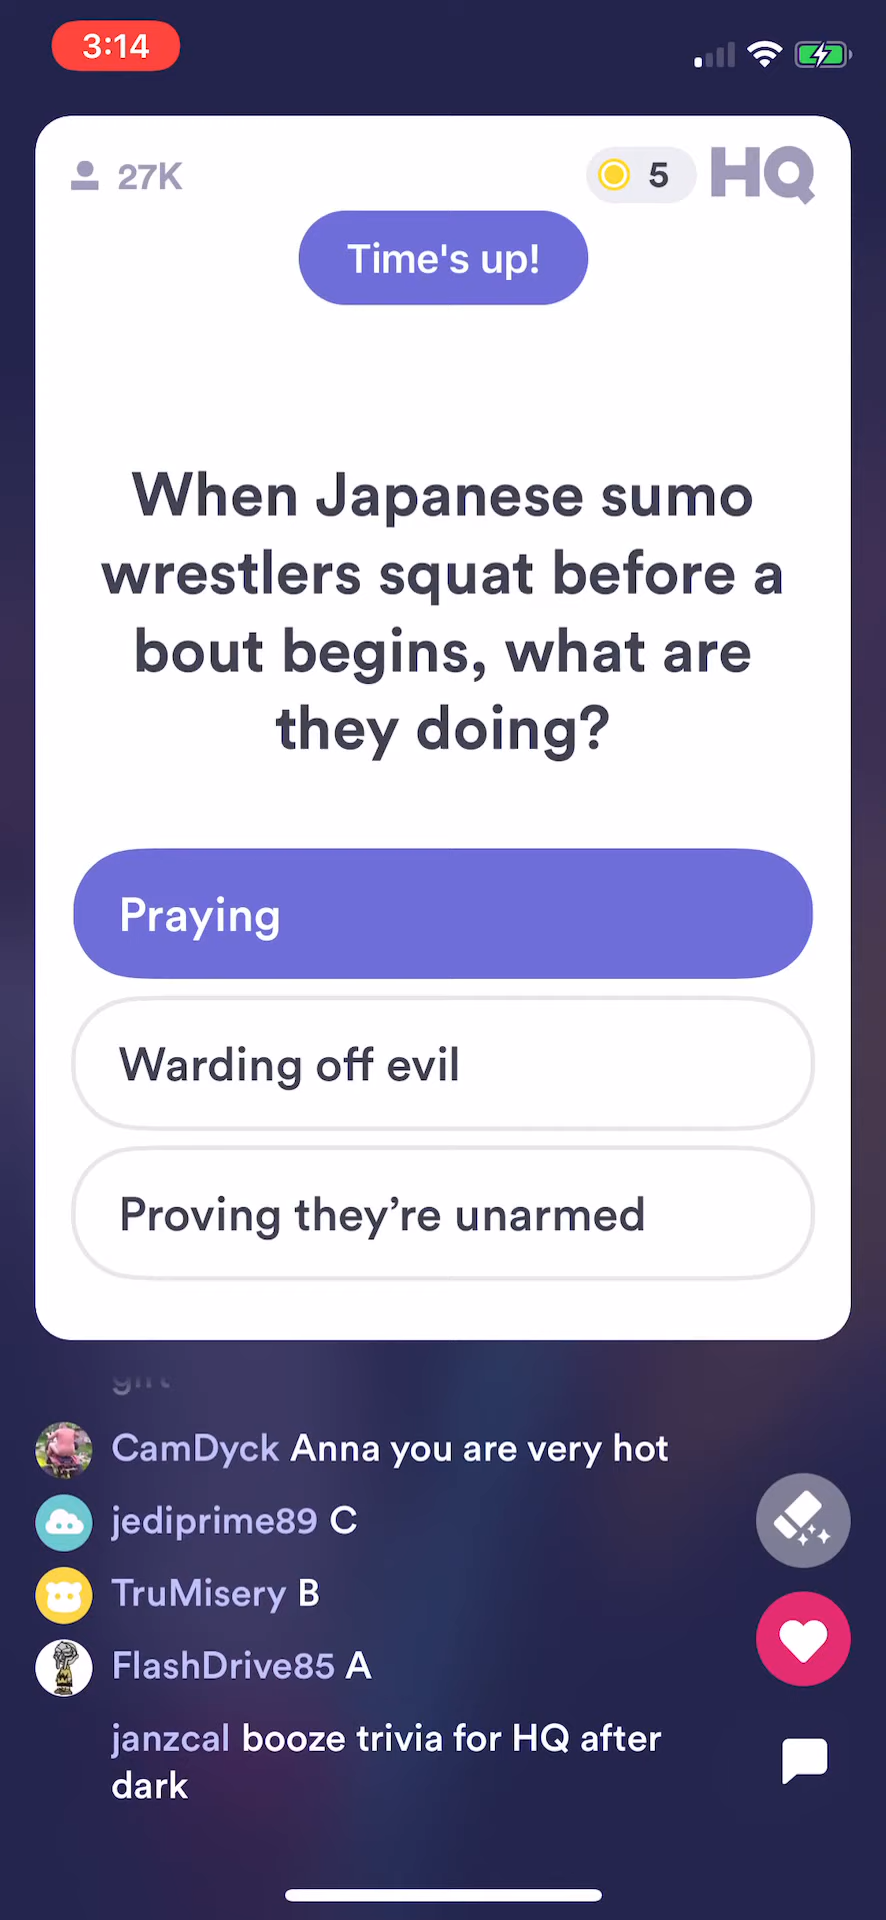 3:14
27K
5
HQ
Time's up!
When Japanese sumo
wrestlers squat before a
bout begins, what are
they doing?
Praying
Warding off evil
Proving they’re unarmed
CamDyck Anna you are very hot
jediprime89 C
TruMisery B
FlashDrive85 A
janzcal booze trivia for HQ after
dark